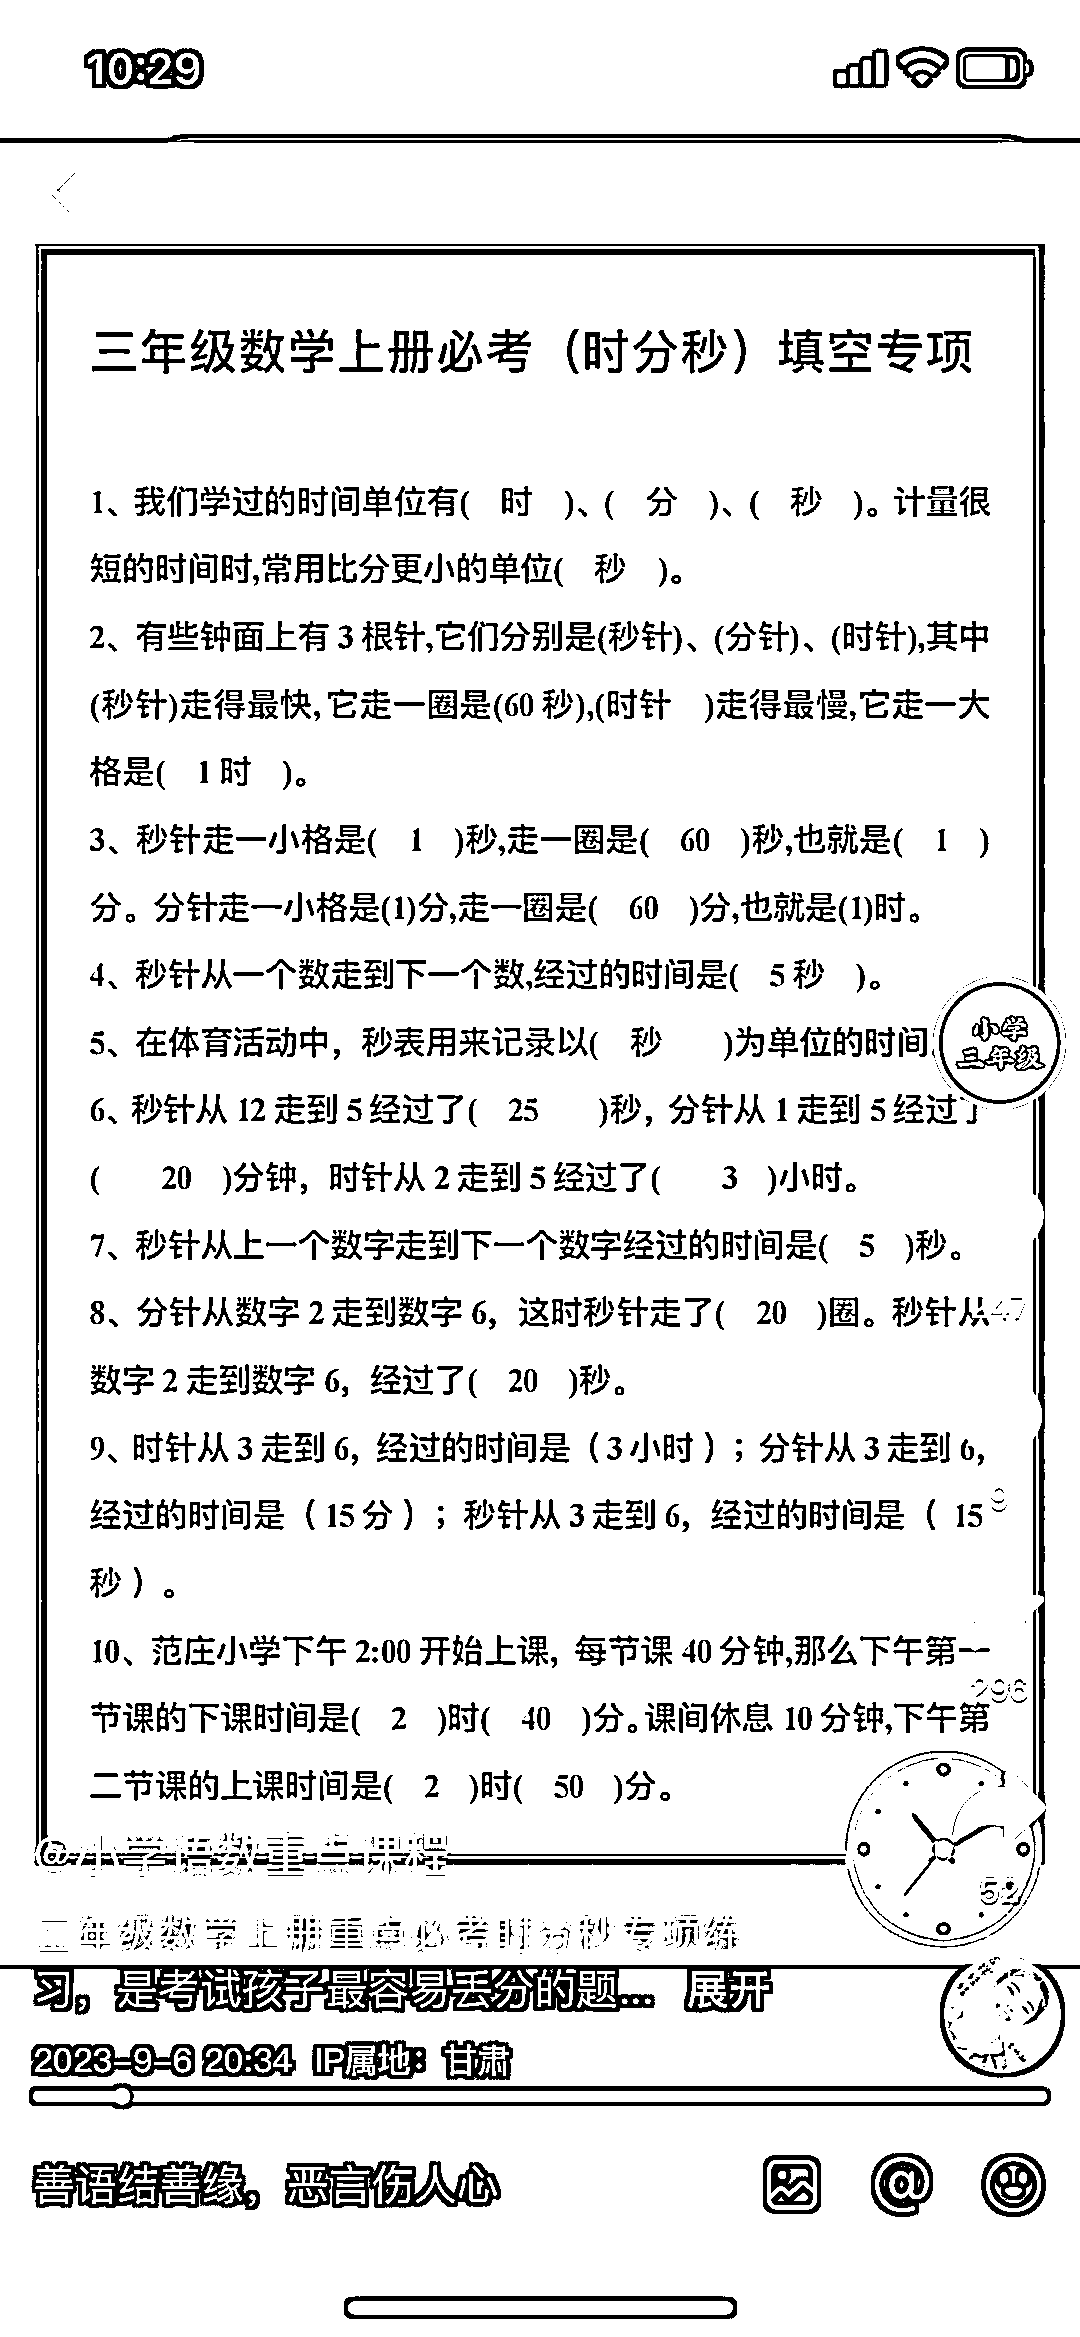 10:29
三年级数学上册必考（时分秒）填空专项
1、我们学过的时间单位有( 时 )、( 分 )、( 秒 )。计量很
短的时间时,常用比分更小的单位( 秒 )。
2、有些钟面上有 3 根针,它们分别是(秒针)、(分针)、(时针),其中
(秒针)走得最快,它走一圈是(60 秒),(时针 )走得最慢,它走一大
格是( 1 时 )。
3、秒针走一小格是( 1 )秒,走一圈是( 60 )秒,也就是( 1 )
分。分针走一小格是(1)分,走一圈是( 60 )分,也就是(1)时。
4、秒针从一个数走到下一个数,经过的时间是( 5 秒 )。
5、在体育活动中，秒表用来记录以( 秒 )为单位的时间
小学
三年级
6、秒针从 12 走到 5 经过了( 25 )秒，分针从 1 走到 5 经过了
( 20 )分钟，时针从 2 走到 5 经过了( 3 )小时。
7、秒针从上一个数字走到下一个数字经过的时间是( 5 )秒。
8、分针从数字 2 走到数字 6，这时秒针走了( 20 )圈。秒针从
数字 2 走到数字 6，经过了( 20 )秒。
9、时针从 3 走到 6，经过的时间是（3 小时）；分针从 3 走到 6，
经过的时间是（15 分）；秒针从 3 走到 6，经过的时间是（ 15
9
秒）。
10、范庄小学下午 2:00 开始上课，每节课 40 分钟,那么下午第一
296
节课的下课时间是( 2 )时( 40 )分。课间休息 10 分钟,下午第
二节课的上课时间是( 2 )时( 50 )分。
@小学语数重点课程
52
三年级数学上册重点必考时分秒专项练
习，是考试孩子最容易丢分的题... 展开
2023-9-6 20:34 IP属地：甘肃
善语结善缘，恶言伤人心